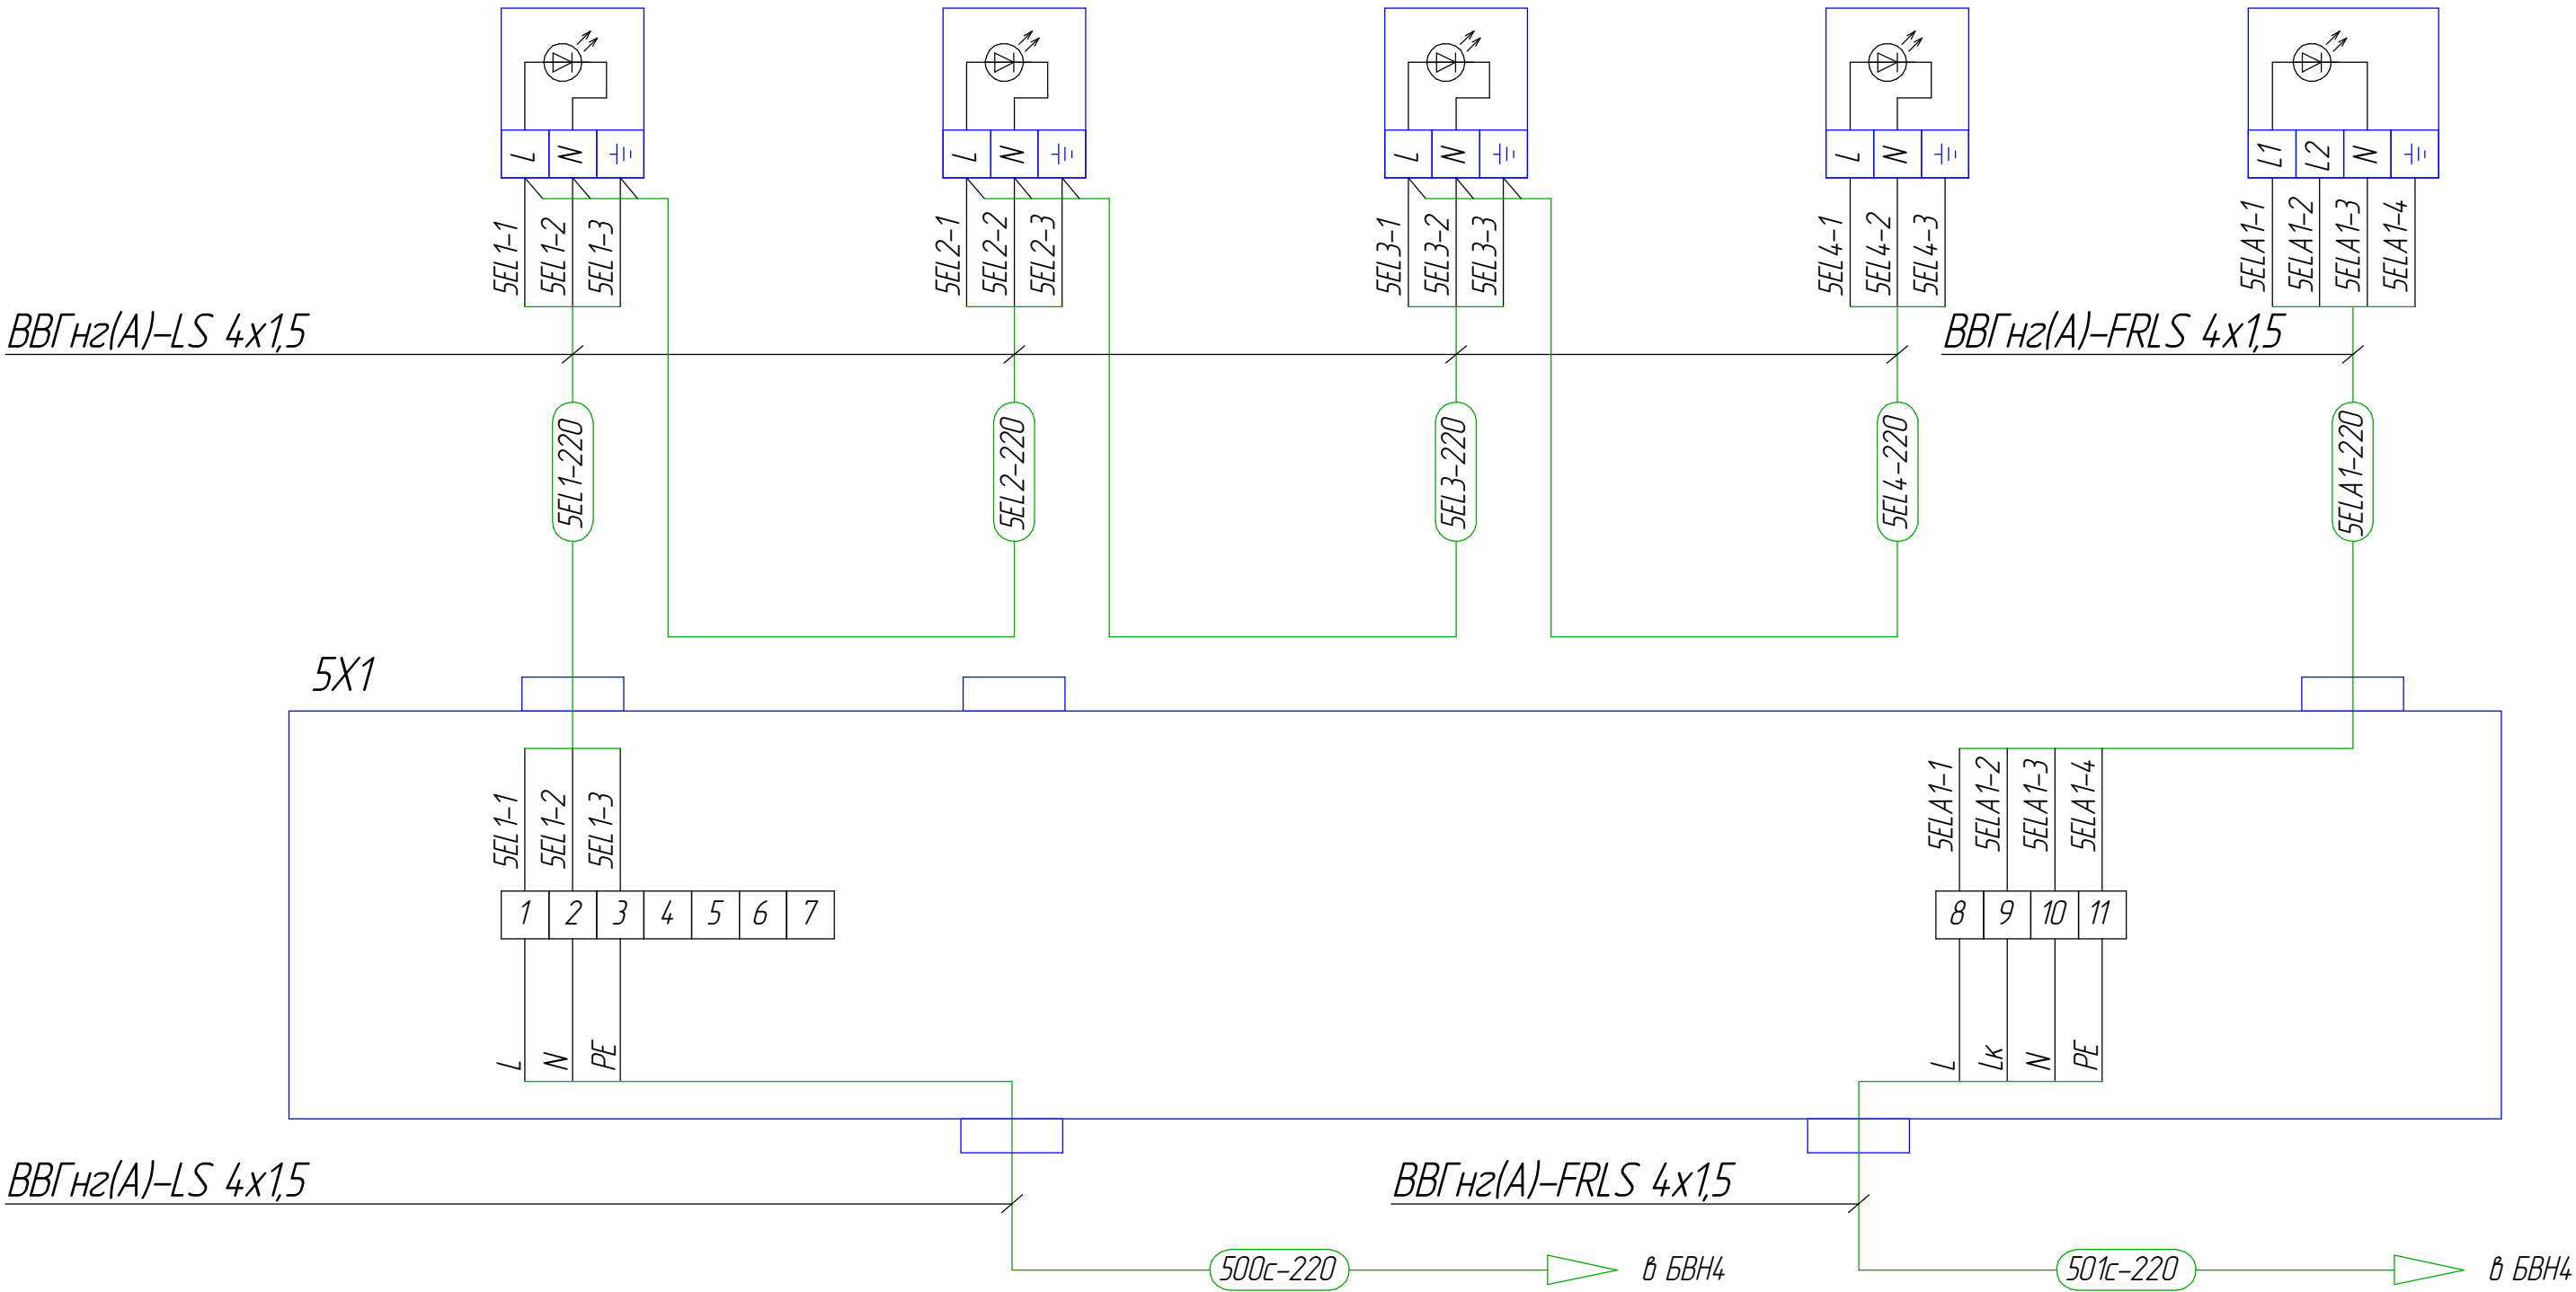 L N L N L N L N L1 L2 N
5EL1-1 5EL1-2 5EL1-3 5EL2-1 5EL2-2 5EL2-3 5EL3-1 5EL3-2 5EL3-3 5EL4-1 5EL4-2 5EL4-3 5ELA1-1 5ELA1-2 5ELA1-3 5ELA1-4
ВВГнг(А)-LS 4х1,5
ВВГнг(А)-FRLS 4х1,5
5EL1-220 5EL2-220 5EL3-220 5EL4-220 5ELA1-220
5X1
5EL1-1 5EL1-2 5EL1-3 5ELA1-1 5ELA1-2 5ELA1-3 5ELA1-4
1 2 3 4 5 6 7 8 9 10 11
L N PE L Lк N PE
ВВГнг(А)-LS 4х1,5
ВВГнг(А)-FRLS 4х1,5
500с-220 в БВН4 501с-220 в БВН4